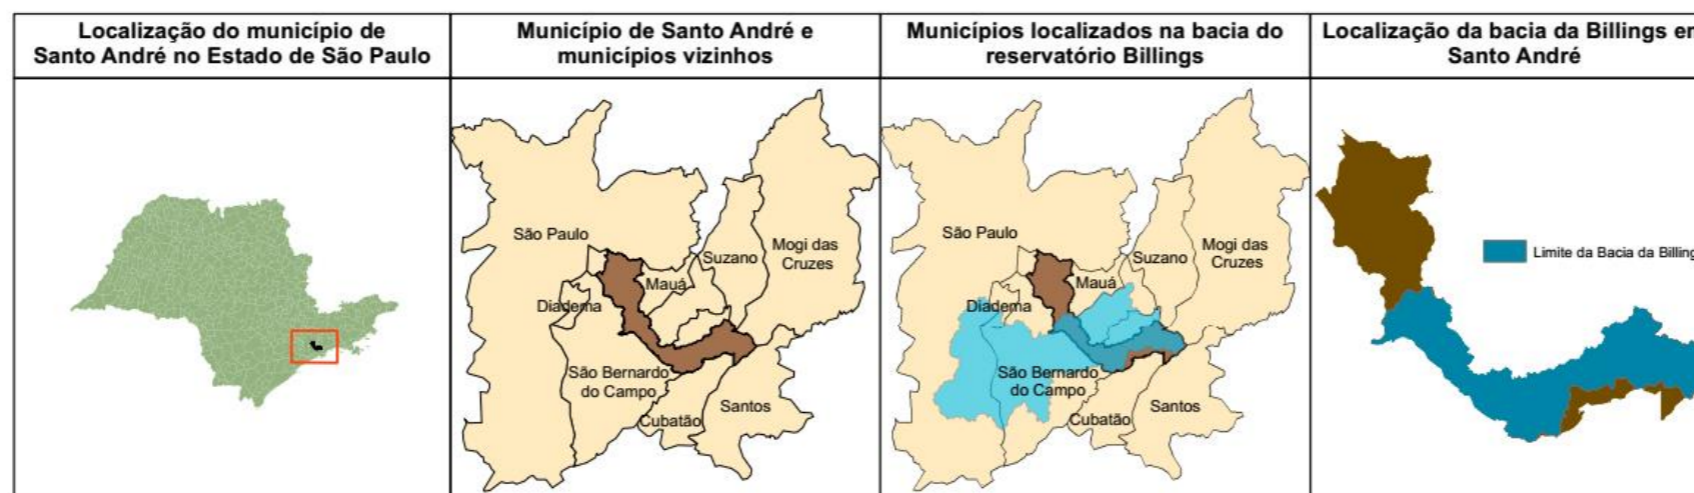 Localização do município de
Santo André no Estado de São Paulo
Município de Santo André e
municípios vizinhos
Municípios localizados na bacia do
reservatório Billings
Localização da bacia da Billings
Santo André
São Paulo
Mogi das
Cruzes
Suzano
Mauá
Diadema
São Bernardo
do Campo
Santos
Cubatão
São Paulo
Mogi das
Cruzes
Suzano
Mauá
Diadema
São Bernardo
do Campo
Santos
Cubatão
Limite da Bacia da Billing